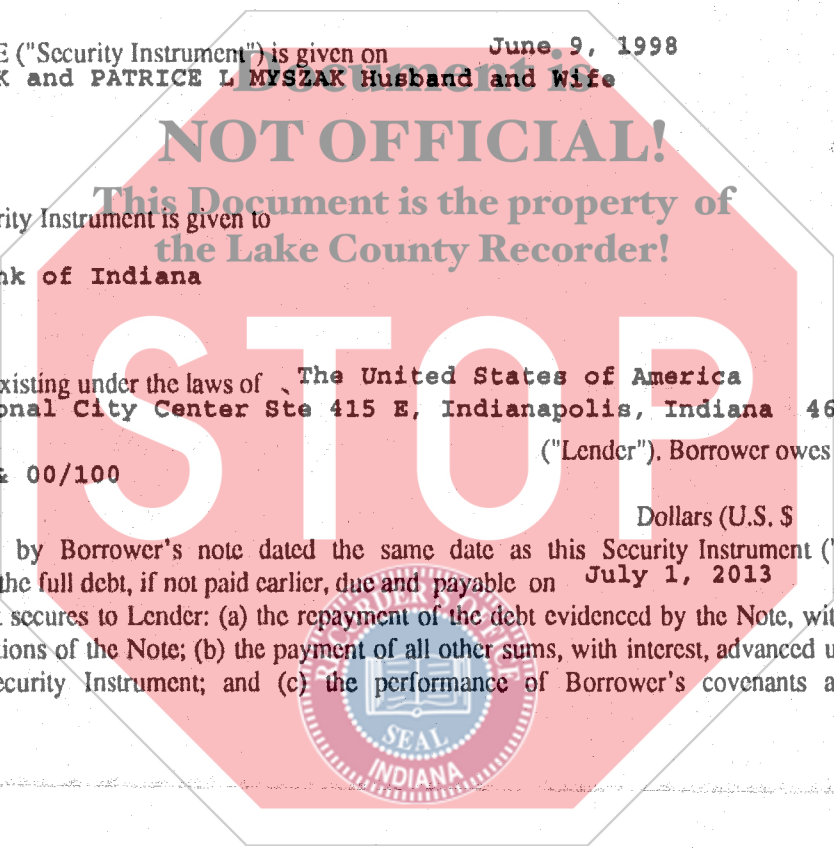 E ("Security Instrument") is given on June 9, 1998
K and PATRICE L MYSZAK Husband and Wife
Document is
NOT OFFICIAL!
This Document is the property of
rity Instrument is given to
the Lake County Recorder!
nk of Indiana
STOP
xisting under the laws of The United States of America
onal City Center Ste 415 E, Indianapolis, Indiana 46
("Lender"). Borrower owes
& 00/100
Dollars (U.S. $
by Borrower's note dated the same date as this Security Instrument ("
the full debt, if not paid earlier, due and payable on July 1, 2013
secures to Lender: (a) the repayment of the debt evidenced by the Note, wit
ions of the Note; (b) the payment of all other sums, with interest, advanced u
ecurity Instrument; and (c) the performance of Borrower's covenants a
RECORDER'S OFFICE
SEAL
INDIANA